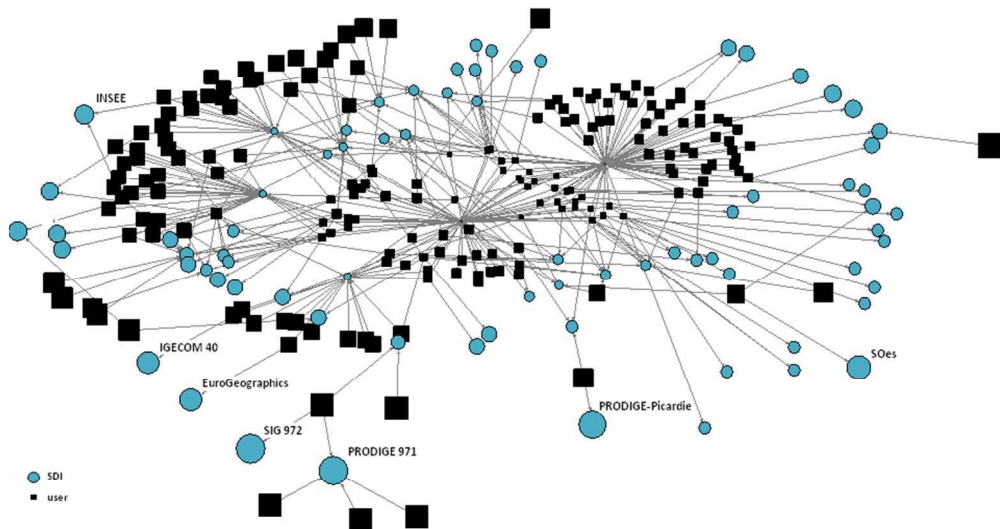 INSEE
IGECOM 40
SOes
EuroGeographics
PRODIGE-Picardie
SIG 972
PRODIGE 971
SDI
user